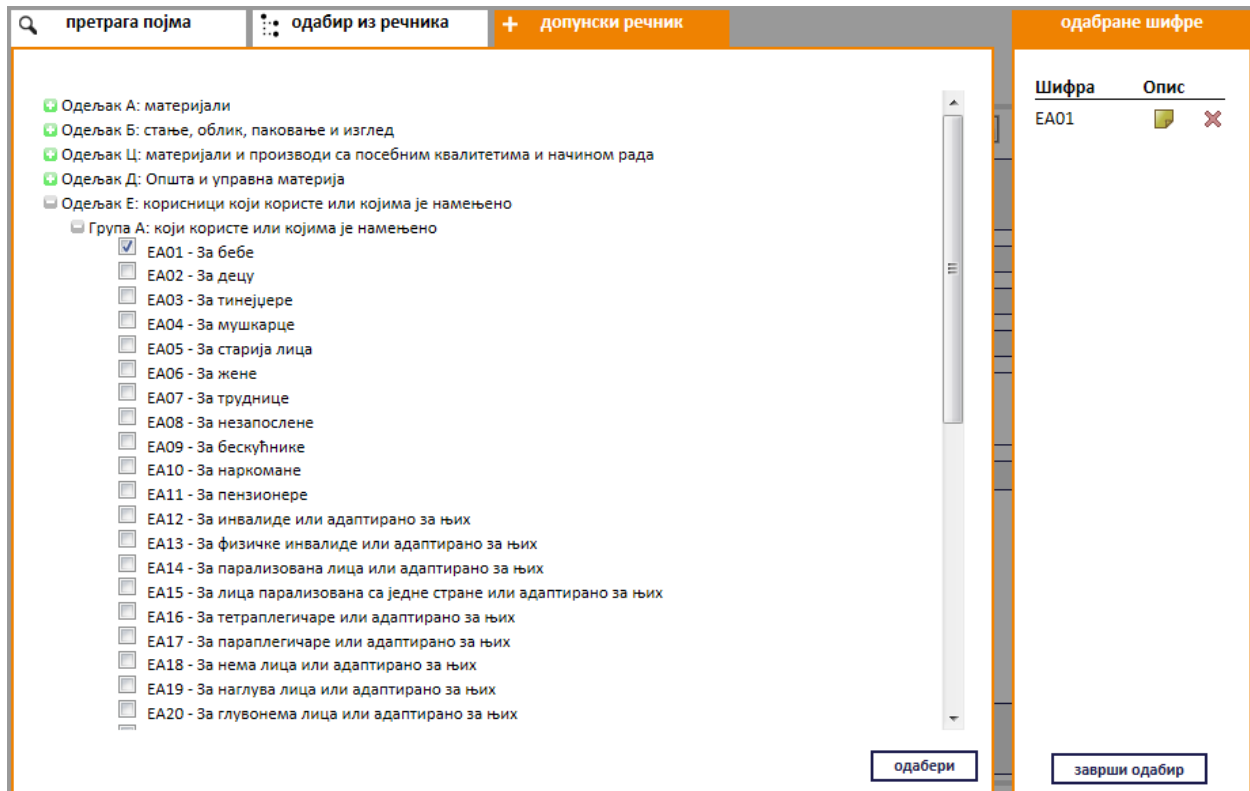 претрага појма
одабир из речника
+ допунски речник
одабране шифре
Одељак А: материјали
Одељак Б: стање, облик, паковање и изглед
Одељак Ц: материјали и производи са посебним квалитетима и начином рада
Одељак Д: Општа и управна материја
Одељак Е: корисници који користе или којима је намењено
Група А: који користе или којима је намењено
ЕА01 - За бебе
ЕА02 - За децу
ЕА03 - За тинејџере
ЕА04 - За мушкарце
ЕА05 - За старија лица
ЕА06 - За жене
ЕА07 - За труднице
ЕА08 - За незапослене
ЕА09 - За бескућнике
ЕА10 - За наркомане
ЕА11 - За пензионере
ЕА12 - За инвалиде или адаптирано за њих
ЕА13 - За физичке инвалиде или адаптирано за њих
ЕА14 - За парализована лица или адаптирано за њих
ЕА15 - За лица парализована са једне стране или адаптирано за њих
ЕА16 - За тетраплегичаре или адаптирано за њих
ЕА17 - За параплегичаре или адаптирано за њих
ЕА18 - За нема лица или адаптирано за њих
ЕА19 - За наглува лица или адаптирано за њих
ЕА20 - За глувонема лица или адаптирано за њих
одабери
Шифра Опис
ЕА01
заврши одабир